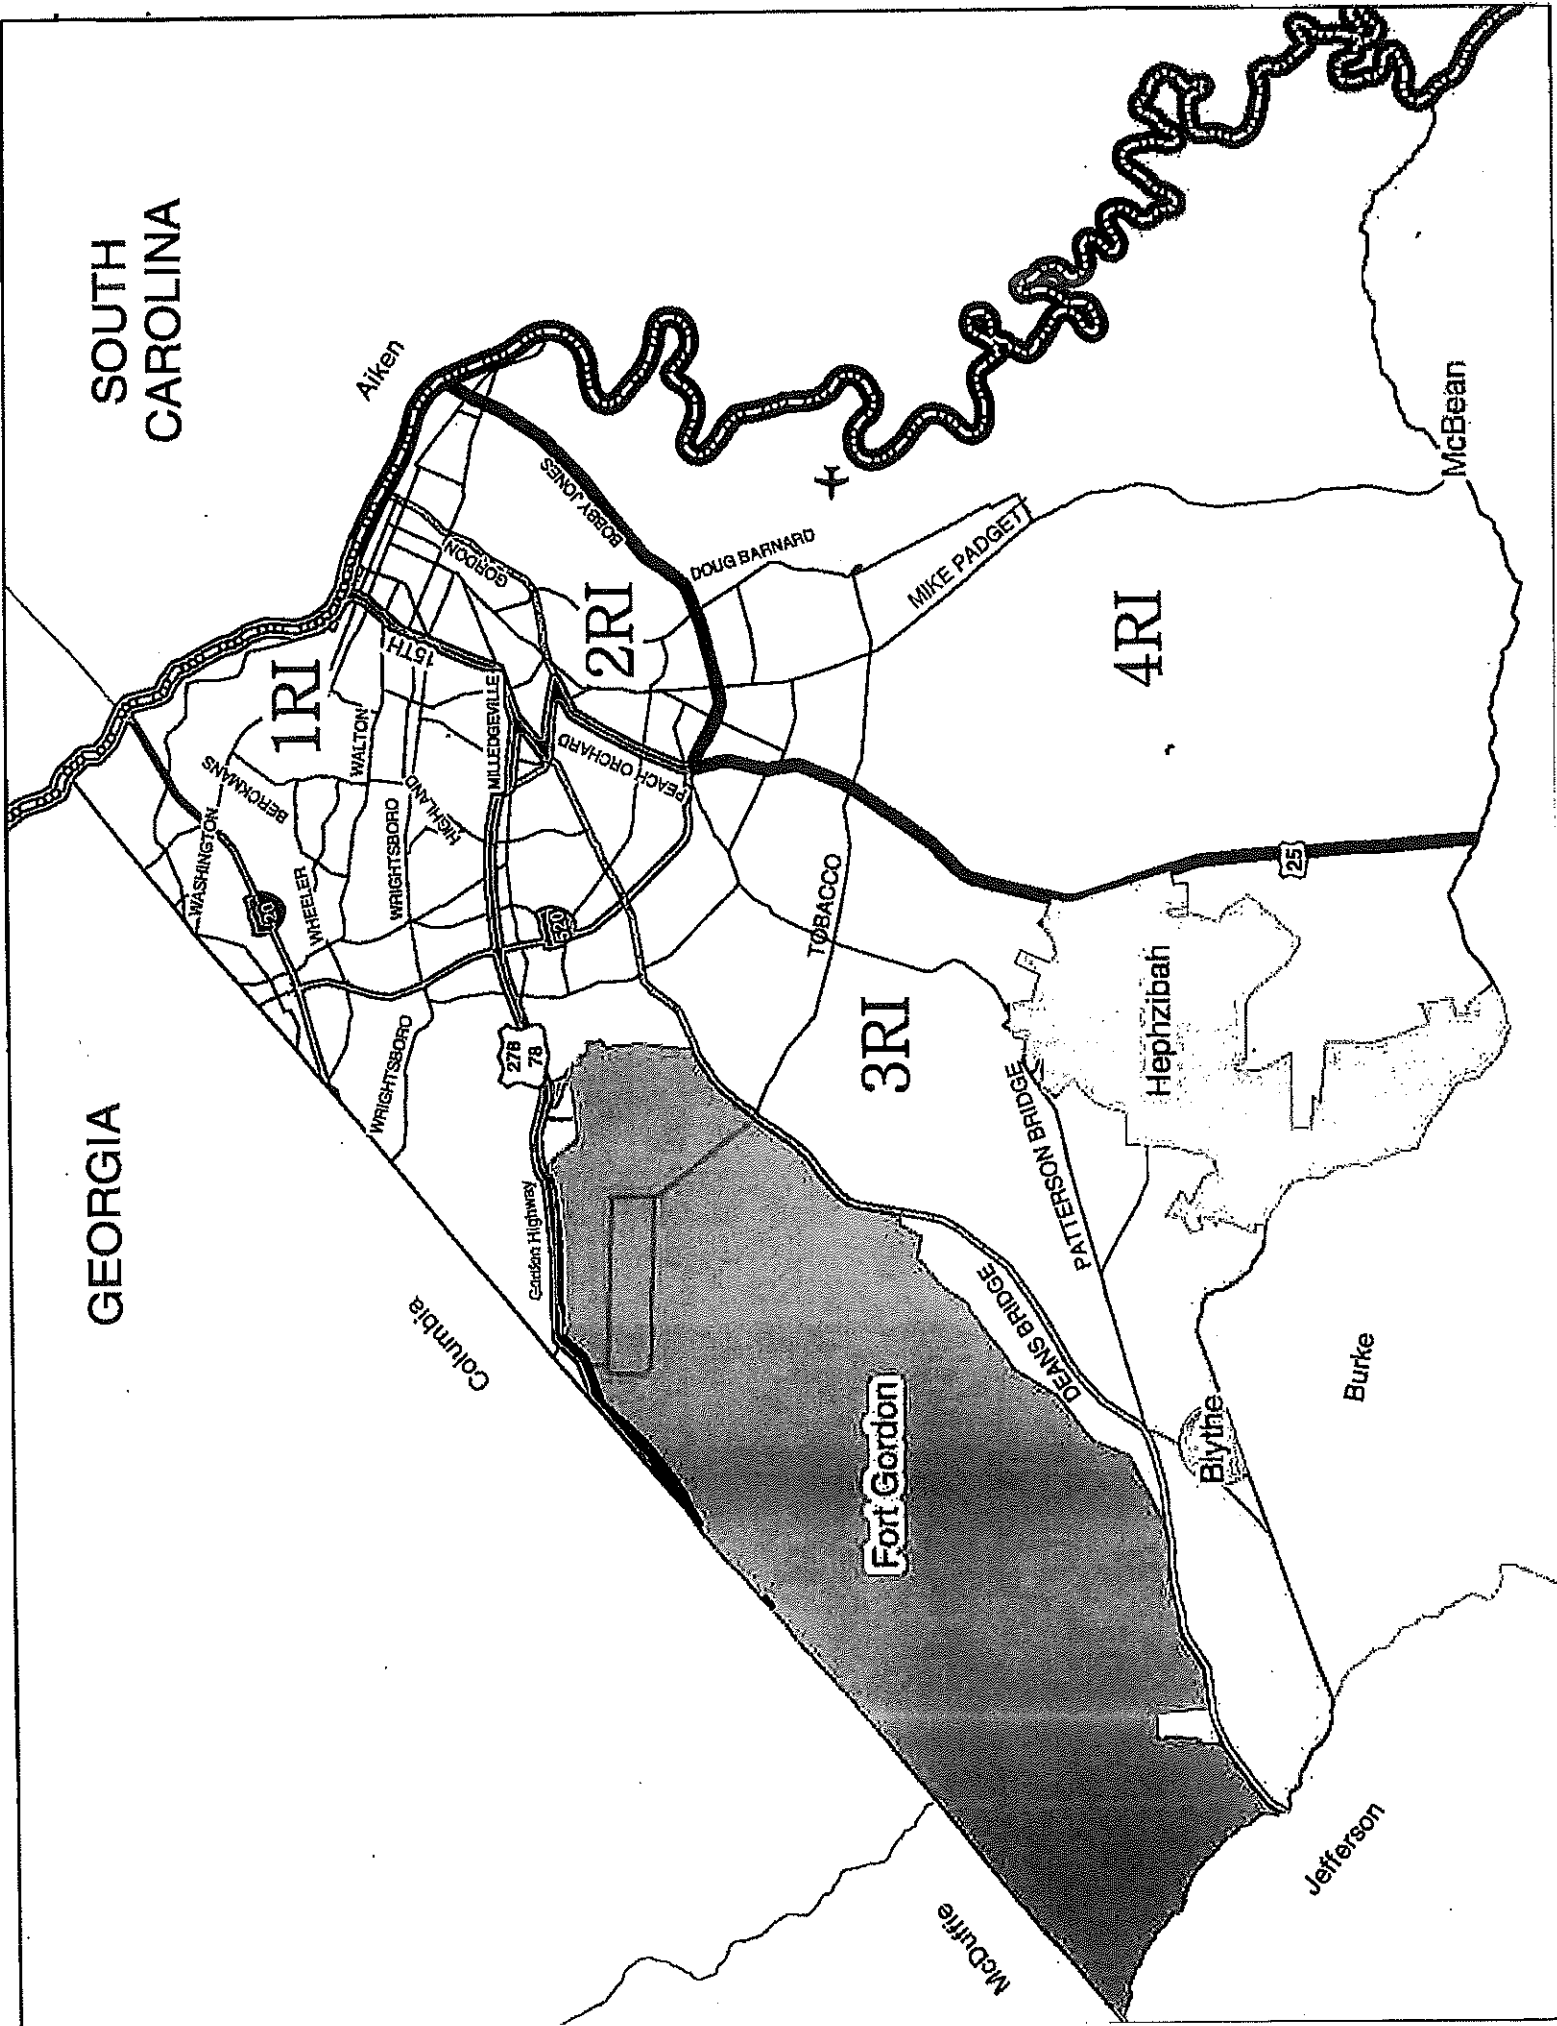 GEORGIA
SOUTH
CAROLINA
Columbia
Aiken
WASHINGTON
BERCKMANS
20
WHEELER
1RI
WALTON
WRIGHTSBORO
WRIGHTSBORO
HIGHLAND
15TH
MILLEDGEVILLE
GORDON
278
78
520
Gordon Highway
PEACH ORCHARD
2RI
BOBBY JONES
DOUG BARNARD
TOBACCO
3RI
MIKE PADGETT
Fort Gordon
DEANS BRIDGE
PATTERSON BRIDGE
4RI
Hephzibah
Blythe
25
McBean
McDuffie
Jefferson
Burke